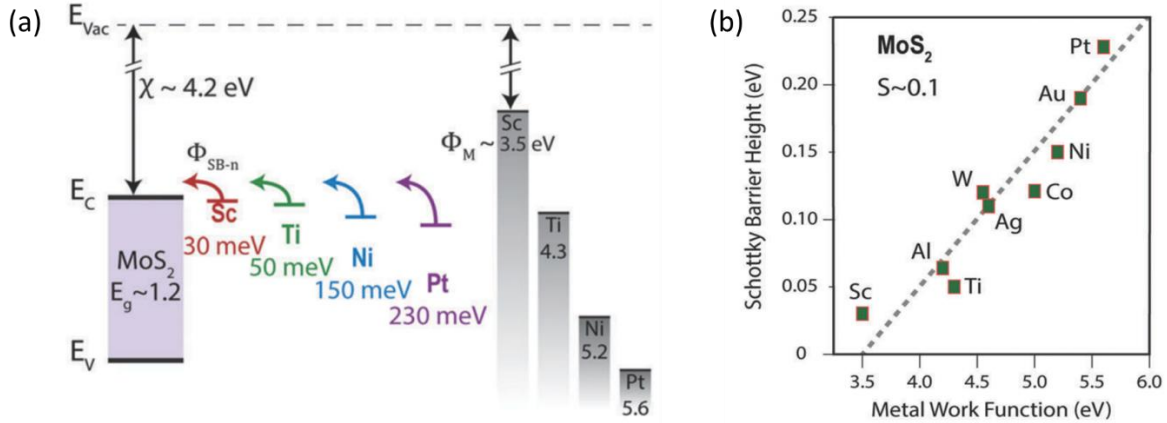 (a)
E_Vac
χ ~ 4.2 eV
Φ_SB-n
E_C
Sc
30 meV
Ti
50 meV
Ni
150 meV
Pt
230 meV
MoS₂
E_g~1.2
E_V
Φ_M ~
Sc
3.5 eV
Ti
4.3
Ni
5.2
Pt
5.6
(b)
MoS₂
S~0.1
Schottky Barrier Height (eV)
0.25
0.20
0.15
0.10
0.05
0
Pt
Au
Ni
W
Co
Ag
Al
Ti
Sc
3.5 4.0 4.5 5.0 5.5 6.0
Metal Work Function (eV)